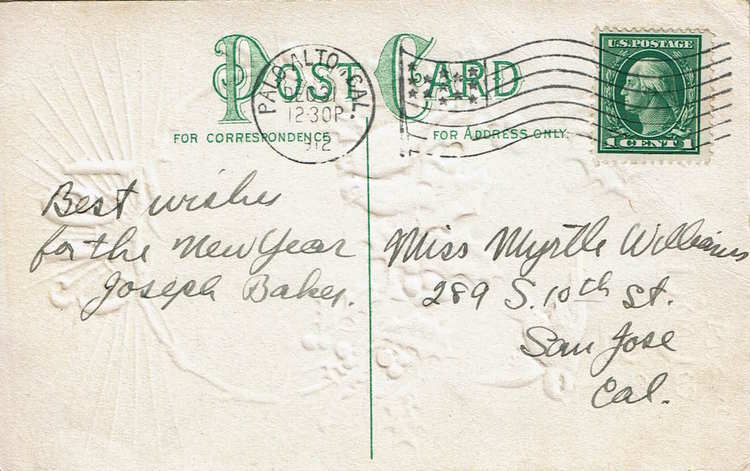 POST CARD
FOR CORRESPONDENCE
FOR ADDRESS ONLY.
PALO ALTO, CAL.
12-30P
U.S. POSTAGE
1 CENT 1
Best wishes
for the New Year
Joseph Baker.
Miss Myrtle Williams
289 S. 10th St.
San Jose
Cal.